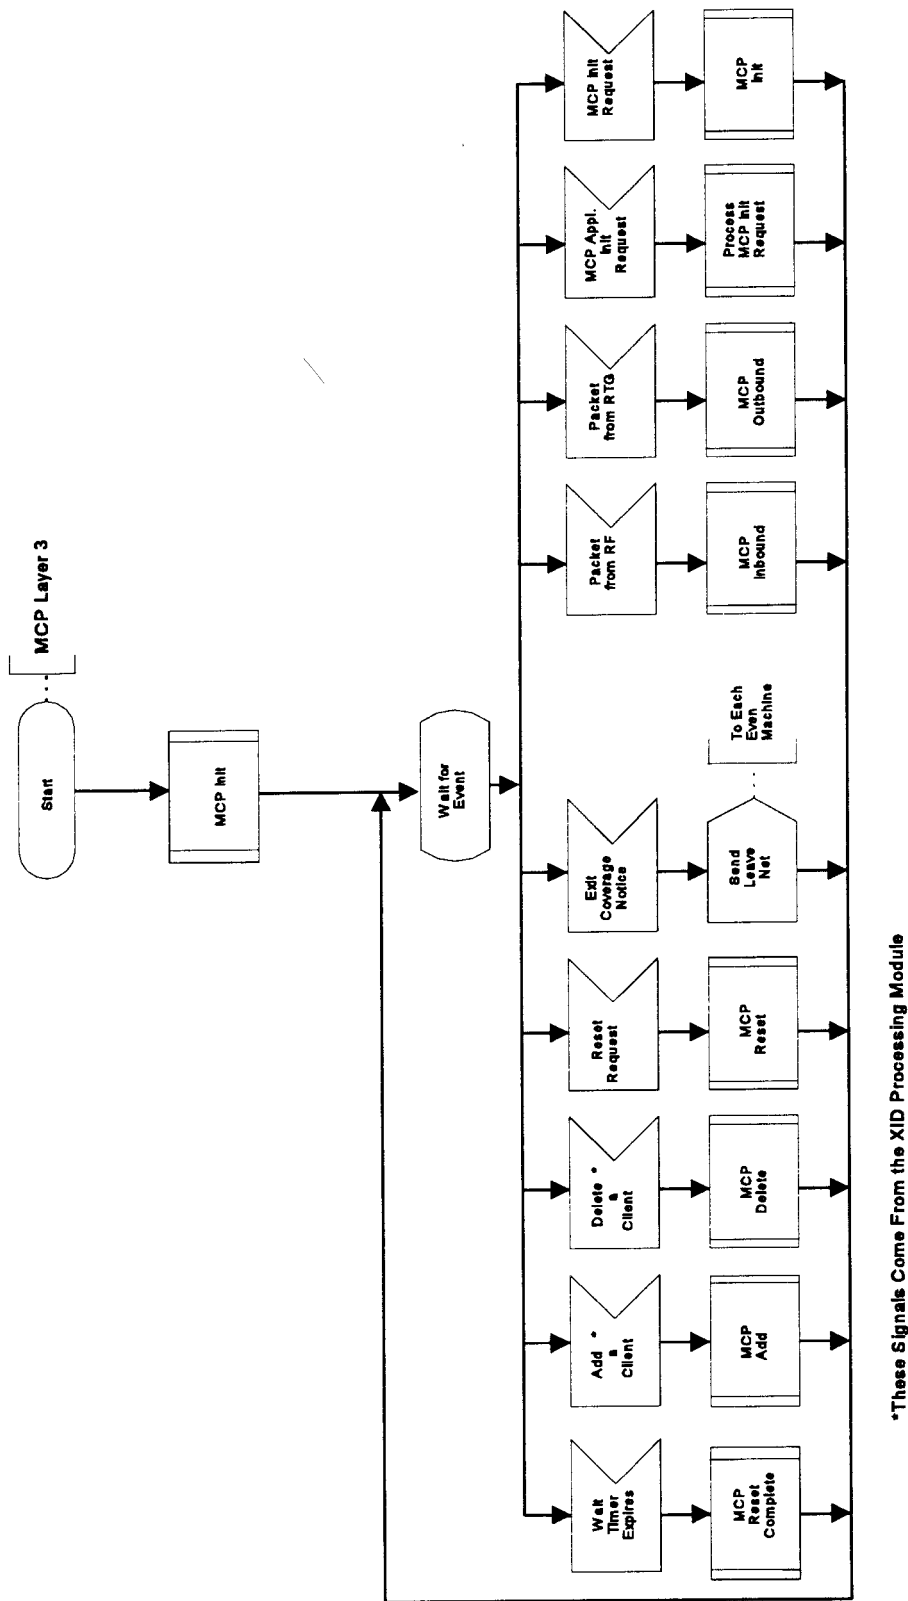 MCP Layer 3
Start
MCP Init
Wait for
Event
Wait
Timer
Expires
Add *
a
Client
Delete *
a
Client
Reset
Request
Exit
Coverage
Notice
Packet
from RF
Packet
from RTG
MCP Appl.
Init
Request
MCP Init
Request
MCP
Reset
Complete
MCP
Add
MCP
Delete
MCP
Reset
Send
Leave
Net
To Each
Even
Machine
MCP
Inbound
MCP
Outbound
Process
MCP Init
Request
MCP
Init
*These Signals Come From the XID Processing Module